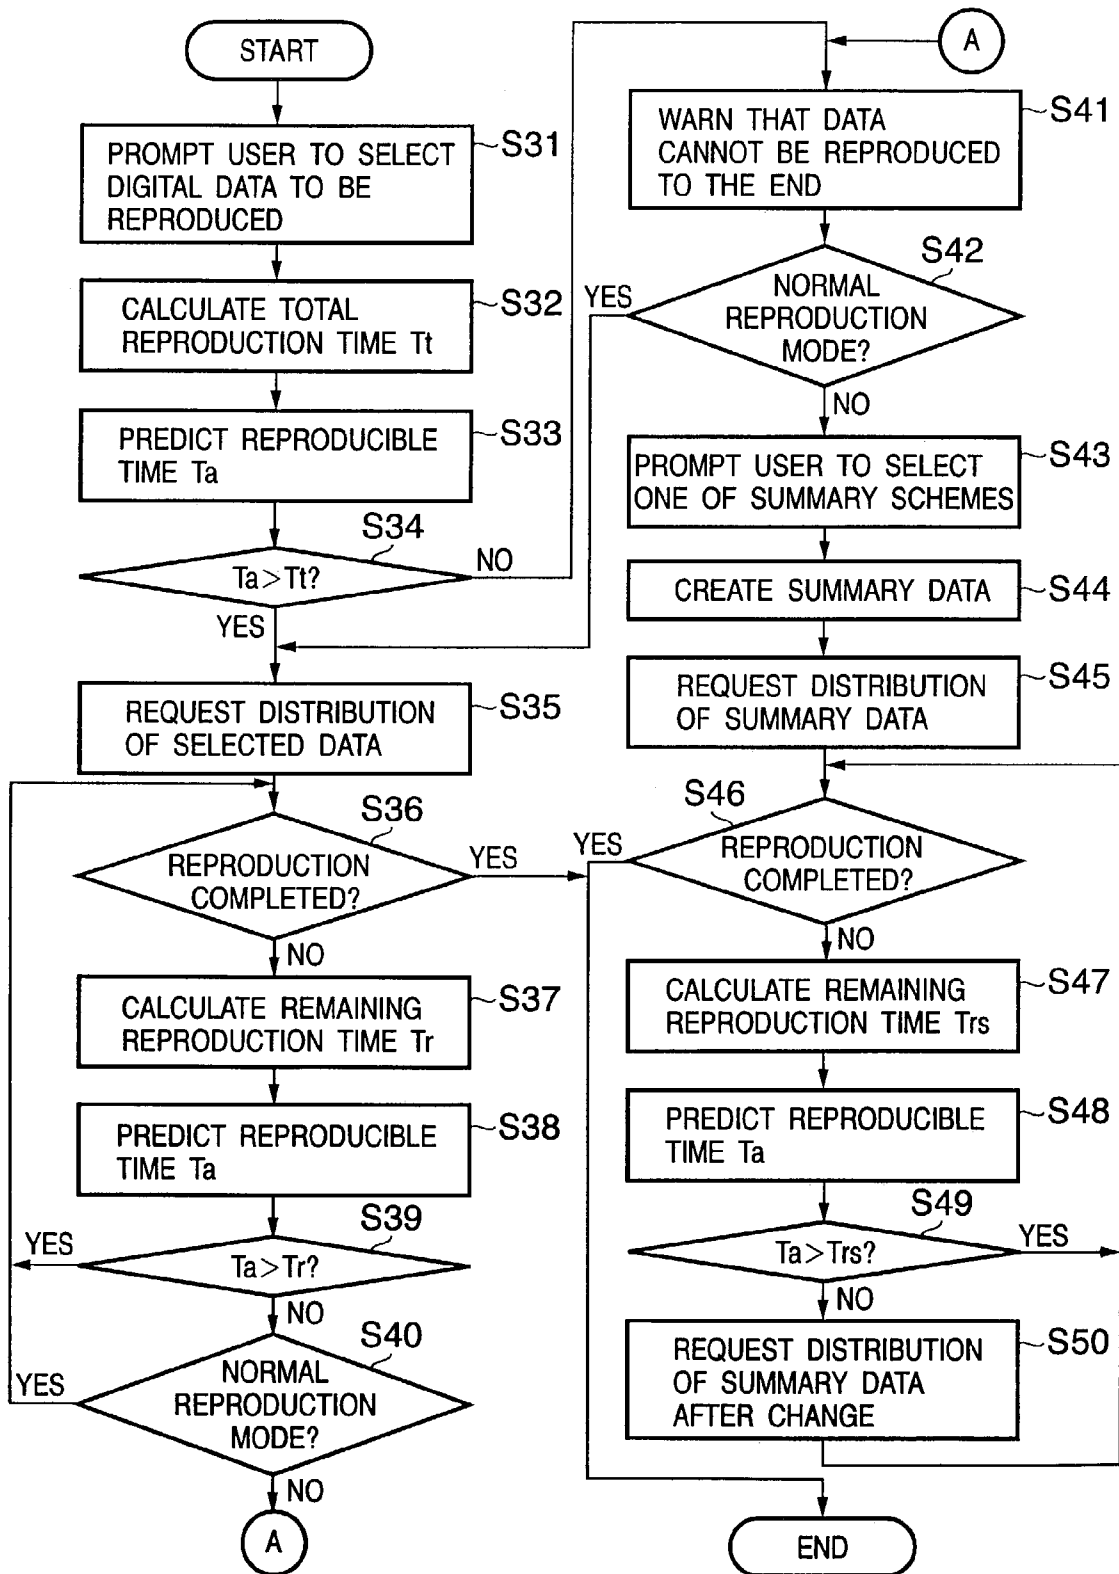 START
PROMPT USER TO SELECT
DIGITAL DATA TO BE
REPRODUCED
S31
CALCULATE TOTAL
REPRODUCTION TIME Tt
S32
PREDICT REPRODUCIBLE
TIME Ta
S33
S34
Ta>Tt?
NO
YES
REQUEST DISTRIBUTION
OF SELECTED DATA
S35
S36
REPRODUCTION
COMPLETED?
YES
NO
CALCULATE REMAINING
REPRODUCTION TIME Tr
S37
PREDICT REPRODUCIBLE
TIME Ta
S38
S39
YES
Ta>Tr?
NO
S40
YES
NORMAL
REPRODUCTION
MODE?
NO
A
A
WARN THAT DATA
CANNOT BE REPRODUCED
TO THE END
S41
S42
YES
NORMAL
REPRODUCTION
MODE?
NO
PROMPT USER TO SELECT
ONE OF SUMMARY SCHEMES
S43
CREATE SUMMARY DATA
S44
REQUEST DISTRIBUTION
OF SUMMARY DATA
S45
S46
YES
REPRODUCTION
COMPLETED?
NO
CALCULATE REMAINING
REPRODUCTION TIME Trs
S47
PREDICT REPRODUCIBLE
TIME Ta
S48
S49
Ta>Trs?
YES
NO
REQUEST DISTRIBUTION
OF SUMMARY DATA
AFTER CHANGE
S50
END